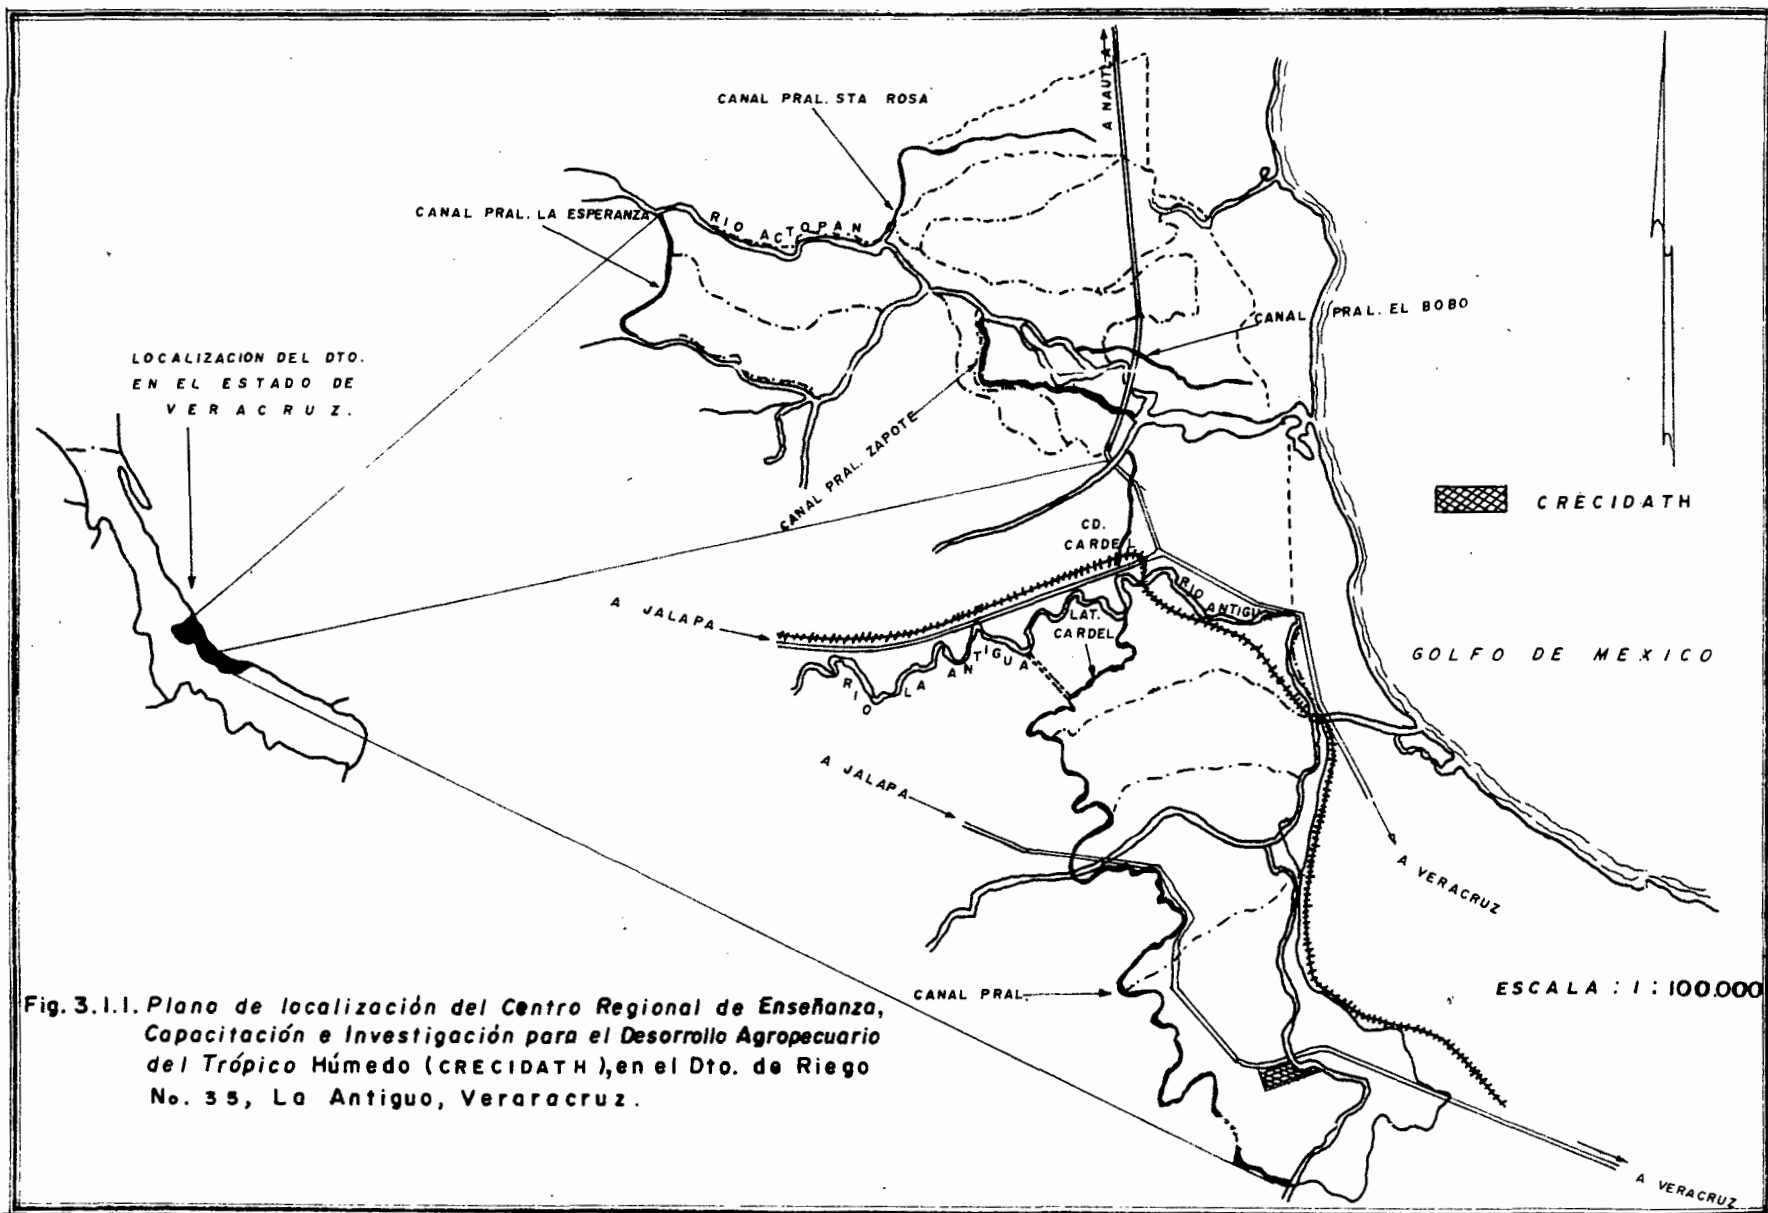 A NAUTLA
CANAL PRAL. STA ROSA
CANAL PRAL. LA ESPERANZA
RIO ACTOPAN
CANAL PRAL. EL BOBO
LOCALIZACION DEL DTO.
EN EL ESTADO DE
VERACRUZ.
CANAL PRAL. ZAPOTE
CRECIDATH
CD.
CARDEL
A JALAPA
RIO ANTIGUA
LAT.
CARDEL
RIO LA ANTIGUA
GOLFO DE MEXICO
A JALAPA
A VERACRUZ
CANAL PRAL.
ESCALA : 1 : 100.000
Fig. 3.1.1. Plano de localización del Centro Regional de Enseñanza,
Capacitación e Investigación para el Desorrollo Agropecuario
del Trópico Húmedo (CRECIDATH), en el Dto. de Riego
No. 35, La Antiguo, Veraracruz.
A VERACRUZ